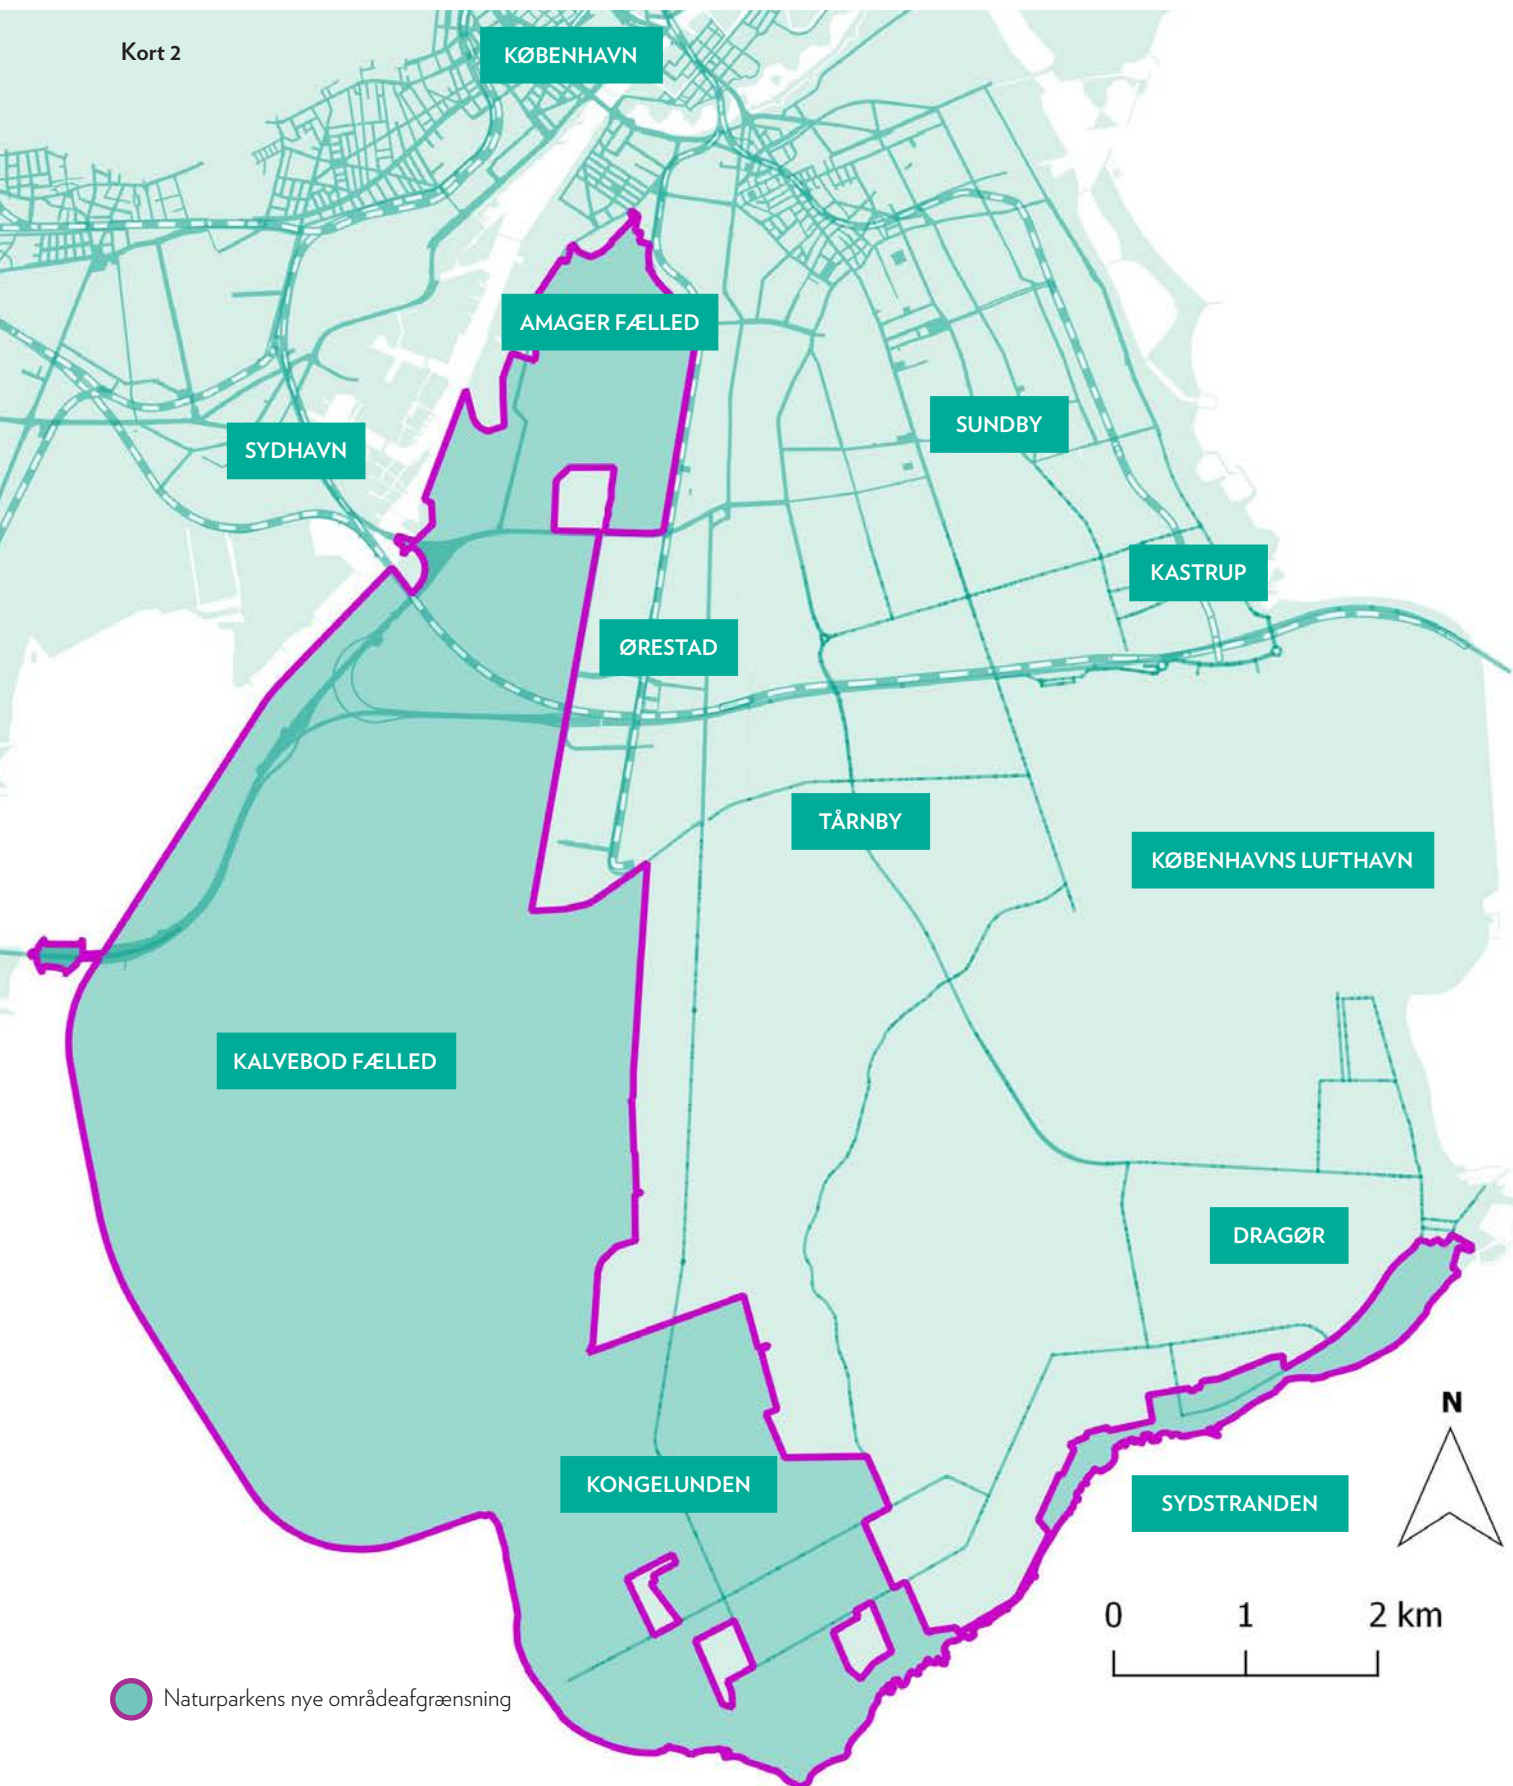 Kort 2
KØBENHAVN
AMAGER FÆLLED
SUNDBY
SYDHAVN
KASTRUP
ØRESTAD
TÅRNBY
KØBENHAVNS LUFTHAVN
KALVEBOD FÆLLED
DRAGØR
N
KONGELUNDEN
SYDSTRANDEN
0 1 2 km
Naturparkens nye områdeafgrænsning